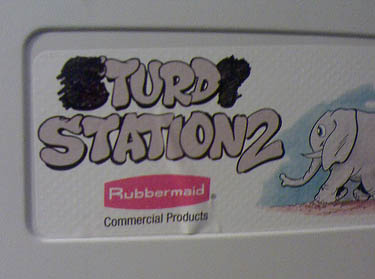 TURD
STATION2
Rubbermaid®
Commercial Products